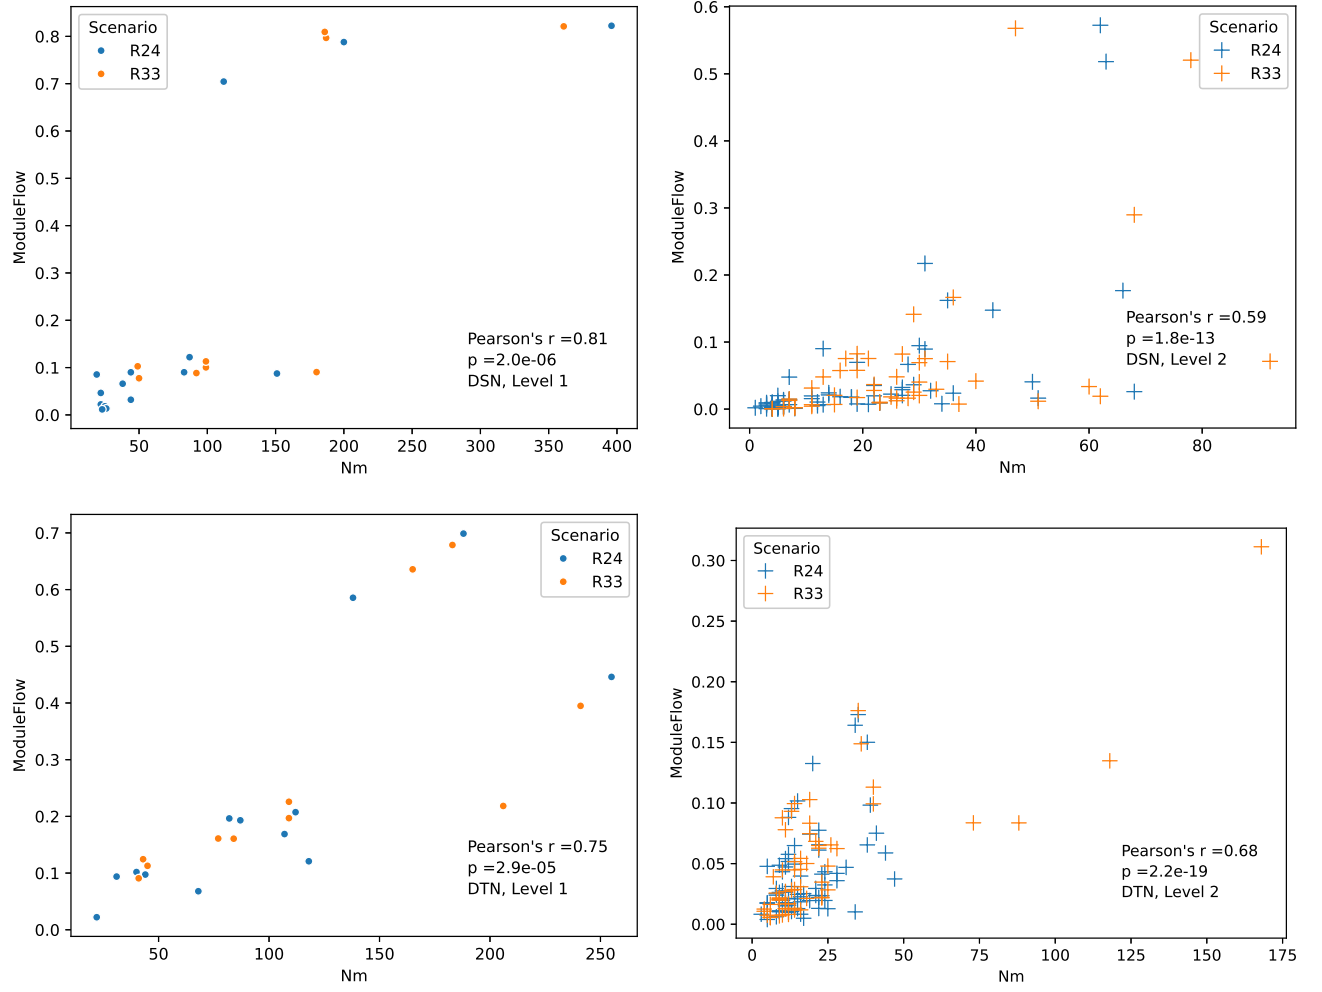 Scenario
R24
R33
0.8
0.7
0.6
0.5
0.4
0.3
0.2
0.1
0.0
ModuleFlow
Pearson's r =0.81
p =2.0e-06
DSN, Level 1
50 100 150 200 250 300 350 400
Nm
Scenario
R24
R33
0.6
0.5
0.4
0.3
0.2
0.1
0.0
ModuleFlow
Pearson's r =0.59
p =1.8e-13
DSN, Level 2
0 20 40 60 80
Nm
Scenario
R24
R33
0.7
0.6
0.5
0.4
0.3
0.2
0.1
0.0
ModuleFlow
Pearson's r =0.75
p =2.9e-05
DTN, Level 1
50 100 150 200 250
Nm
Scenario
R24
R33
0.30
0.25
0.20
0.15
0.10
0.05
0.00
ModuleFlow
Pearson's r =0.68
p =2.2e-19
DTN, Level 2
0 25 50 75 100 125 150 175
Nm